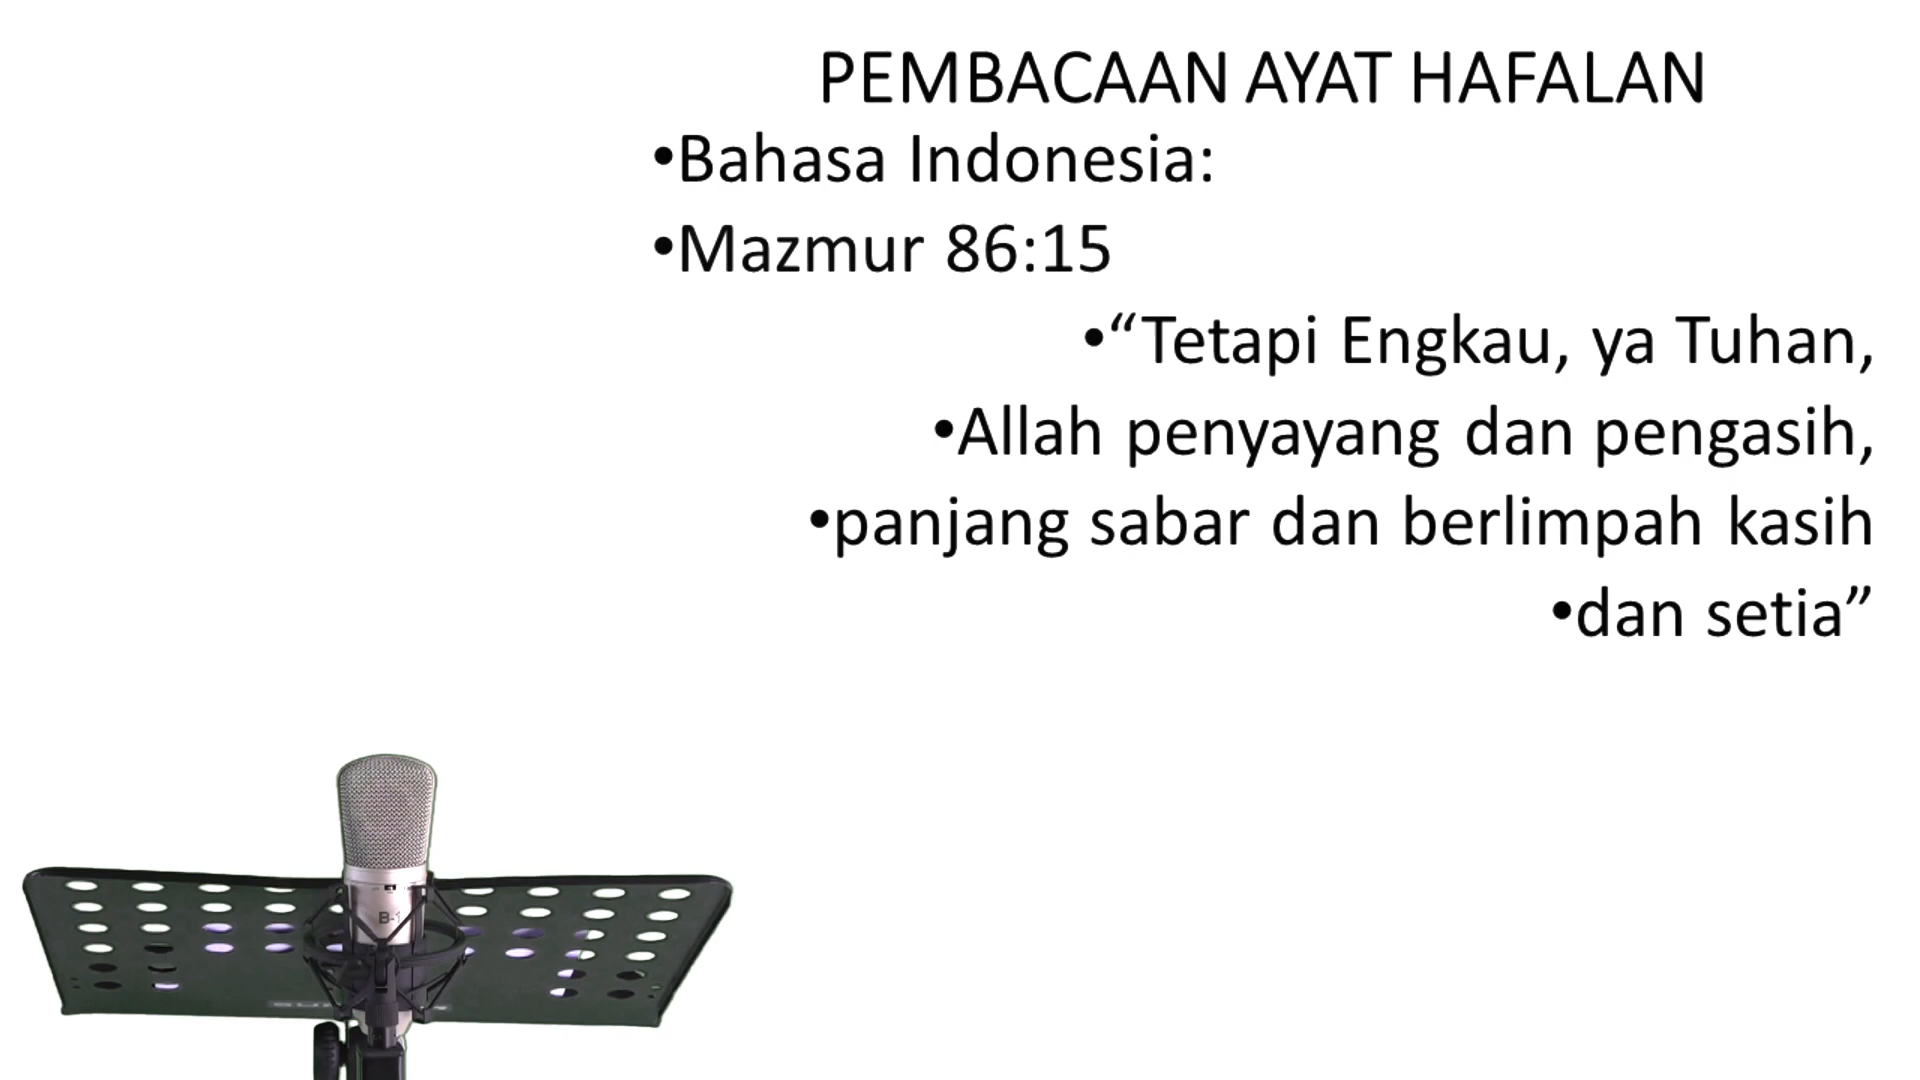 PEMBACAAN AYAT HAFALAN
•Bahasa Indonesia:
•Mazmur 86:15
•“Tetapi Engkau, ya Tuhan,
•Allah penyayang dan pengasih,
•panjang sabar dan berlimpah kasih
•dan setia”